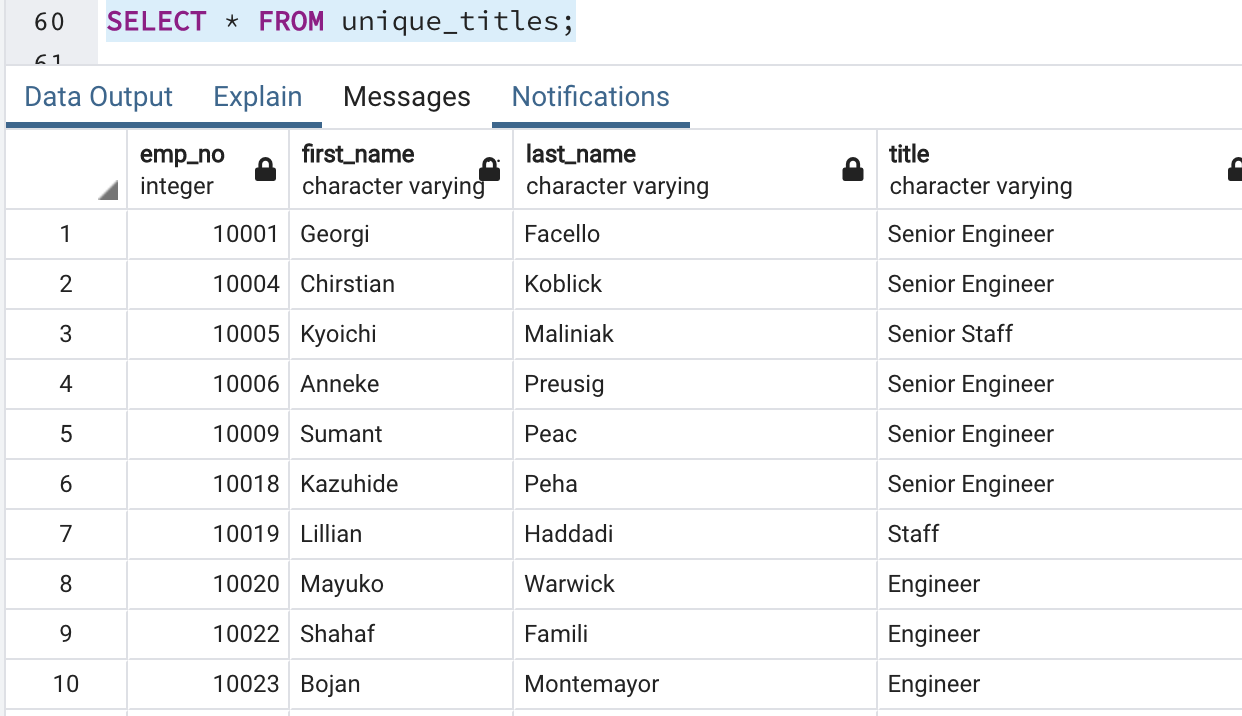 60 SELECT * FROM unique_titles;
61
Data Output Explain Messages Notifications
emp_no first_name last_name title
integer character varying character varying character varying
1 10001 Georgi Facello Senior Engineer
2 10004 Chirstian Koblick Senior Engineer
3 10005 Kyoichi Maliniak Senior Staff
4 10006 Anneke Preusig Senior Engineer
5 10009 Sumant Peac Senior Engineer
6 10018 Kazuhide Peha Senior Engineer
7 10019 Lillian Haddadi Staff
8 10020 Mayuko Warwick Engineer
9 10022 Shahaf Famili Engineer
10 10023 Bojan Montemayor Engineer